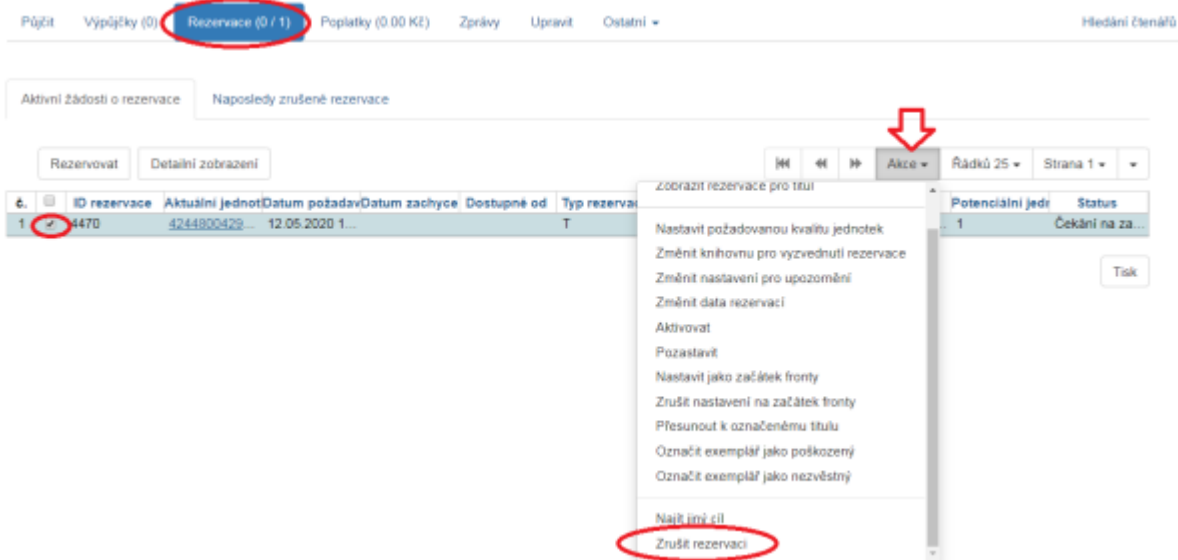 Půjčit Výpůjčky (0) Rezervace (0 / 1) Poplatky (0.00 Kč) Zprávy Upravit Ostatní Hledání čtenářů
Aktivní žádosti o rezervace Naposledy zrušené rezervace
Rezervovat Detailní zobrazení Akce Řádků 25 Strana 1
č. ID rezervace Aktuální jednot Datum požadav Datum zachyce Dostupné od Typ rezervac Potenciální jedn Status
1 4470 4244800429... 12.05.2020 1... T .. 1 Čekání na za...
Tisk
Zobrazit rezervace pro titul
Nastavit požadovanou kvalitu jednotek
Změnit knihovnu pro vyzvednutí rezervace
Změnit nastavení pro upozornění
Změnit data rezervací
Aktivovat
Pozastavit
Nastavit jako začátek fronty
Zrušit nastavení na začátek fronty
Přesunout k označenému titulu
Označit exemplář jako poškozený
Označit exemplář jako nezvěstný
Najít jiný cíl
Zrušit rezervaci